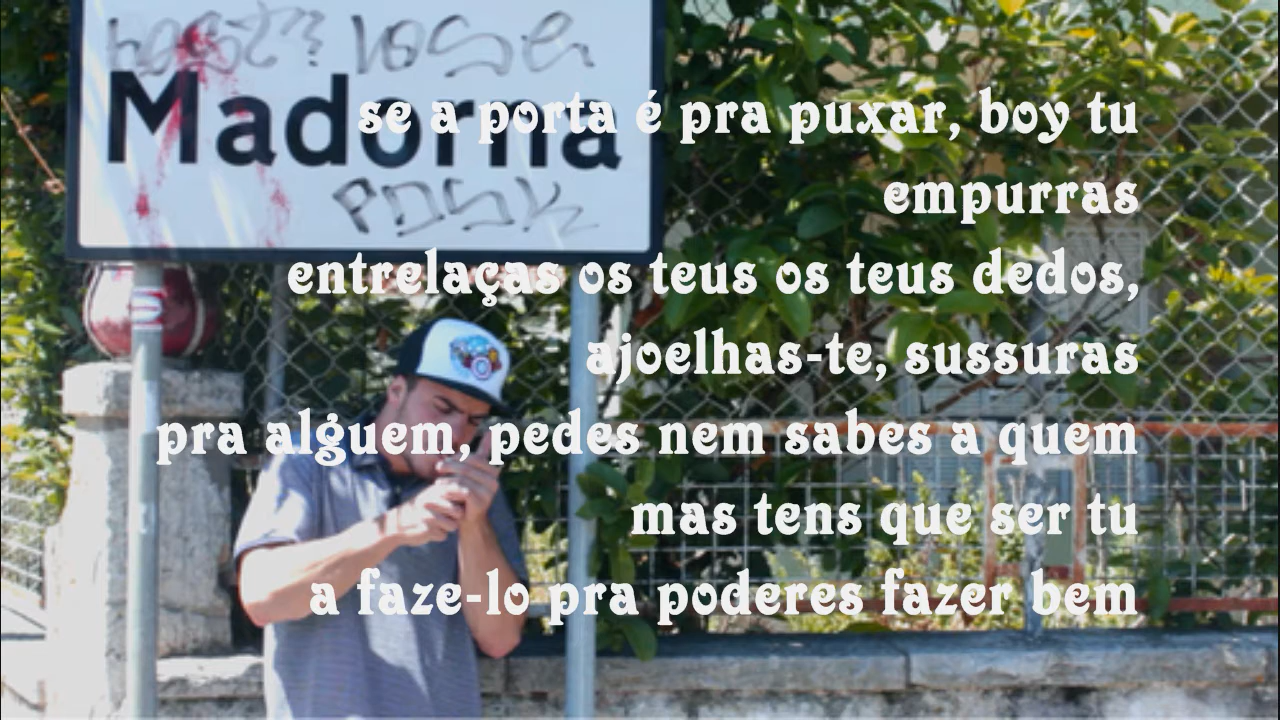 Madorna
PDSK
se a porta é pra puxar, boy tu
empurras
entrelaças os teus os teus dedos,
ajoelhas-te, sussuras
pra alguem, pedes nem sabes a quem
mas tens que ser tu
a faze-lo pra poderes fazer bem